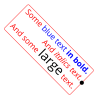 Some blue text in bold.
And italics text.
And some large text.